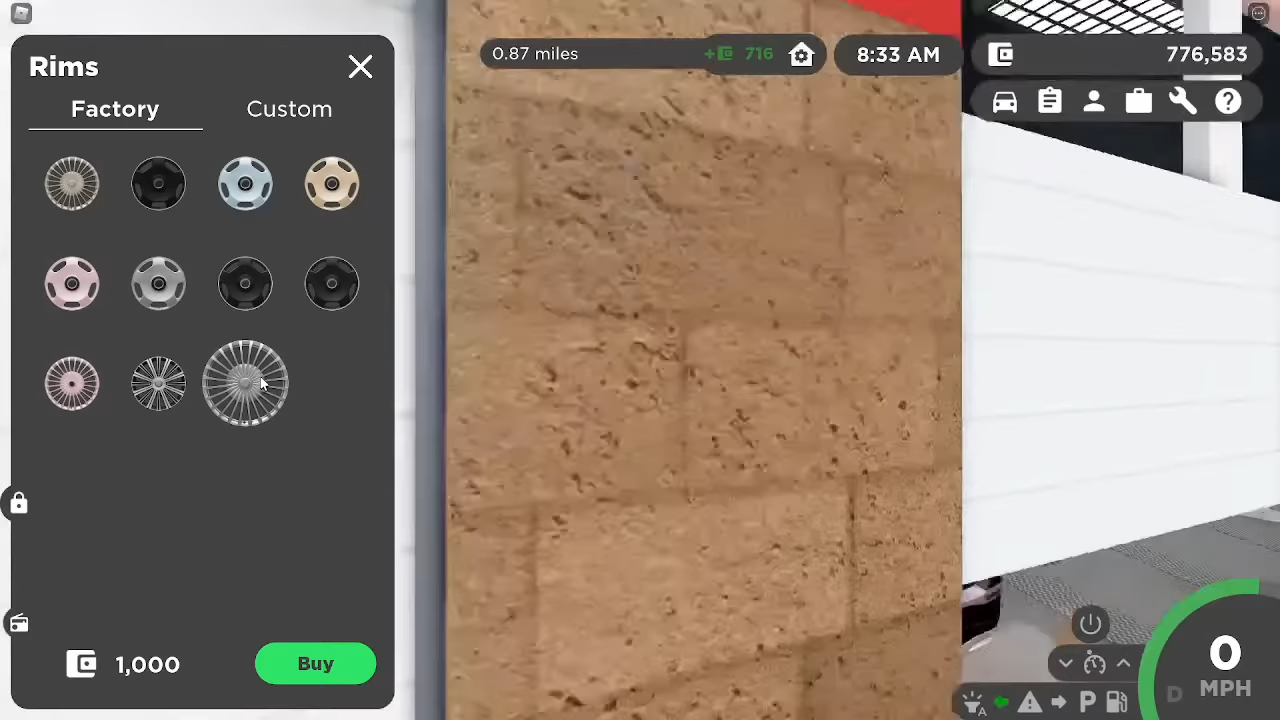 Rims
Factory
Custom
1,000
Buy
0.87 miles
+ 716
8:33 AM
776,583
0
MPH
A
P
D